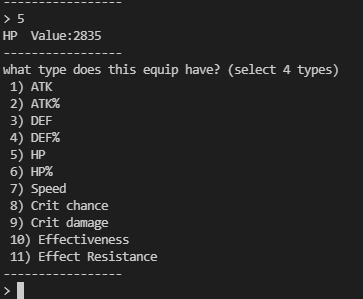 -----------------
> 5
HP  Value:2835
-----------------
what type does this equip have? (select 4 types)
 1) ATK
 2) ATK%
 3) DEF
 4) DEF%
 5) HP
 6) HP%
 7) Speed
 8) Crit chance
 9) Crit damage
 10) Effectiveness
 11) Effect Resistance
-----------------
>